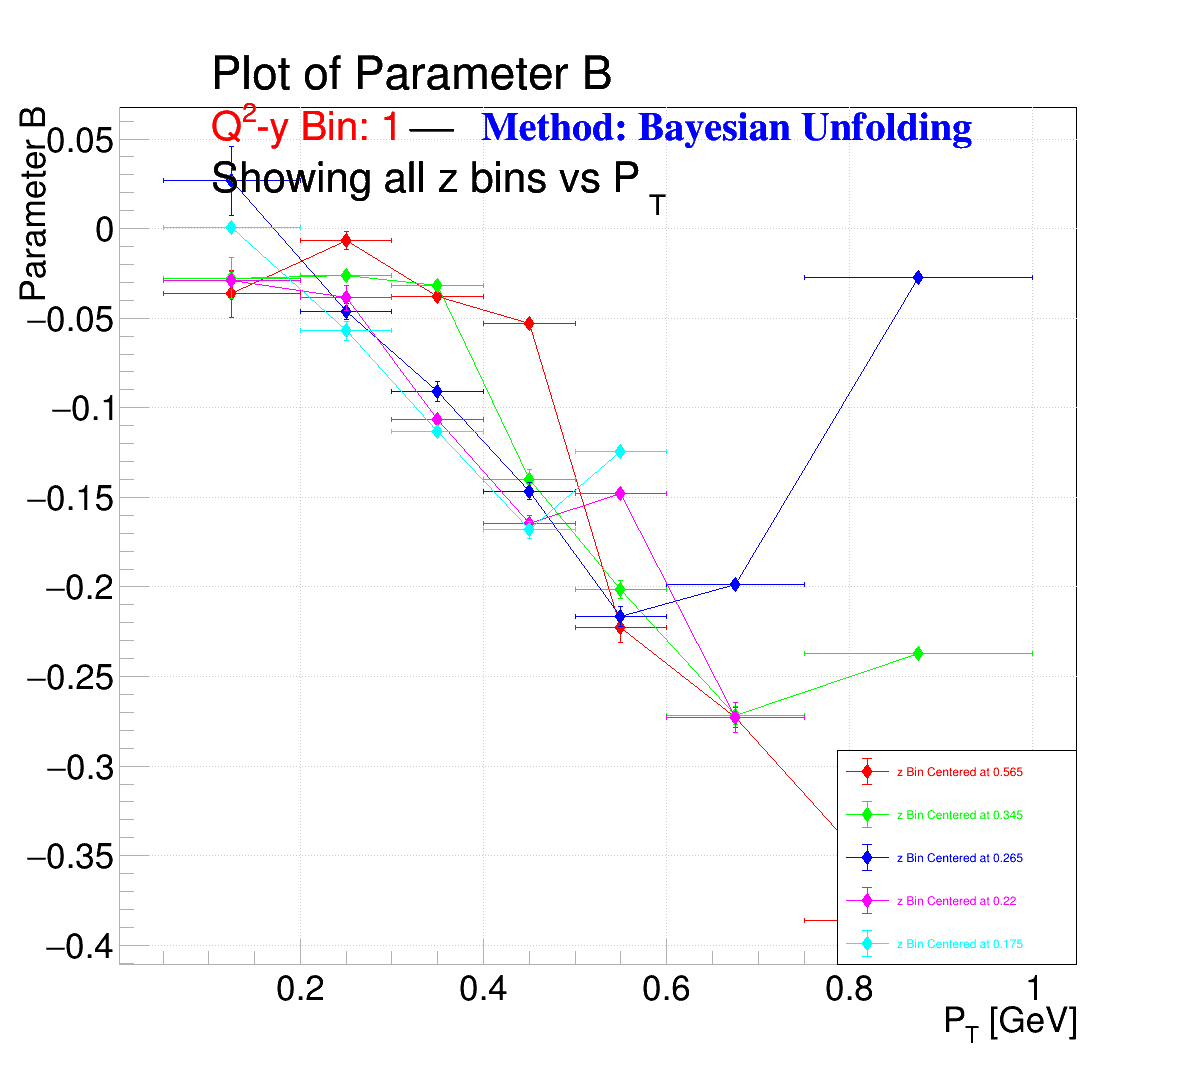 Plot of Parameter B
Q²-y Bin: 1 — Method: Bayesian Unfolding
Showing all z bins vs P_T
Parameter B
0.05
0
−0.05
−0.1
−0.15
−0.2
−0.25
−0.3
−0.35
−0.4
z Bin Centered at 0.565
z Bin Centered at 0.345
z Bin Centered at 0.265
z Bin Centered at 0.22
z Bin Centered at 0.175
0.2 0.4 0.6 0.8 1
P_T [GeV]